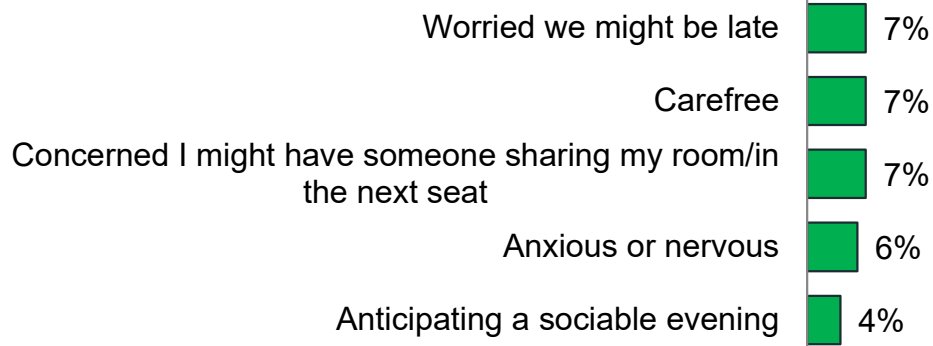 Worried we might be late 7%
Carefree 7%
Concerned I might have someone sharing my room/in
the next seat 7%
Anxious or nervous 6%
Anticipating a sociable evening 4%